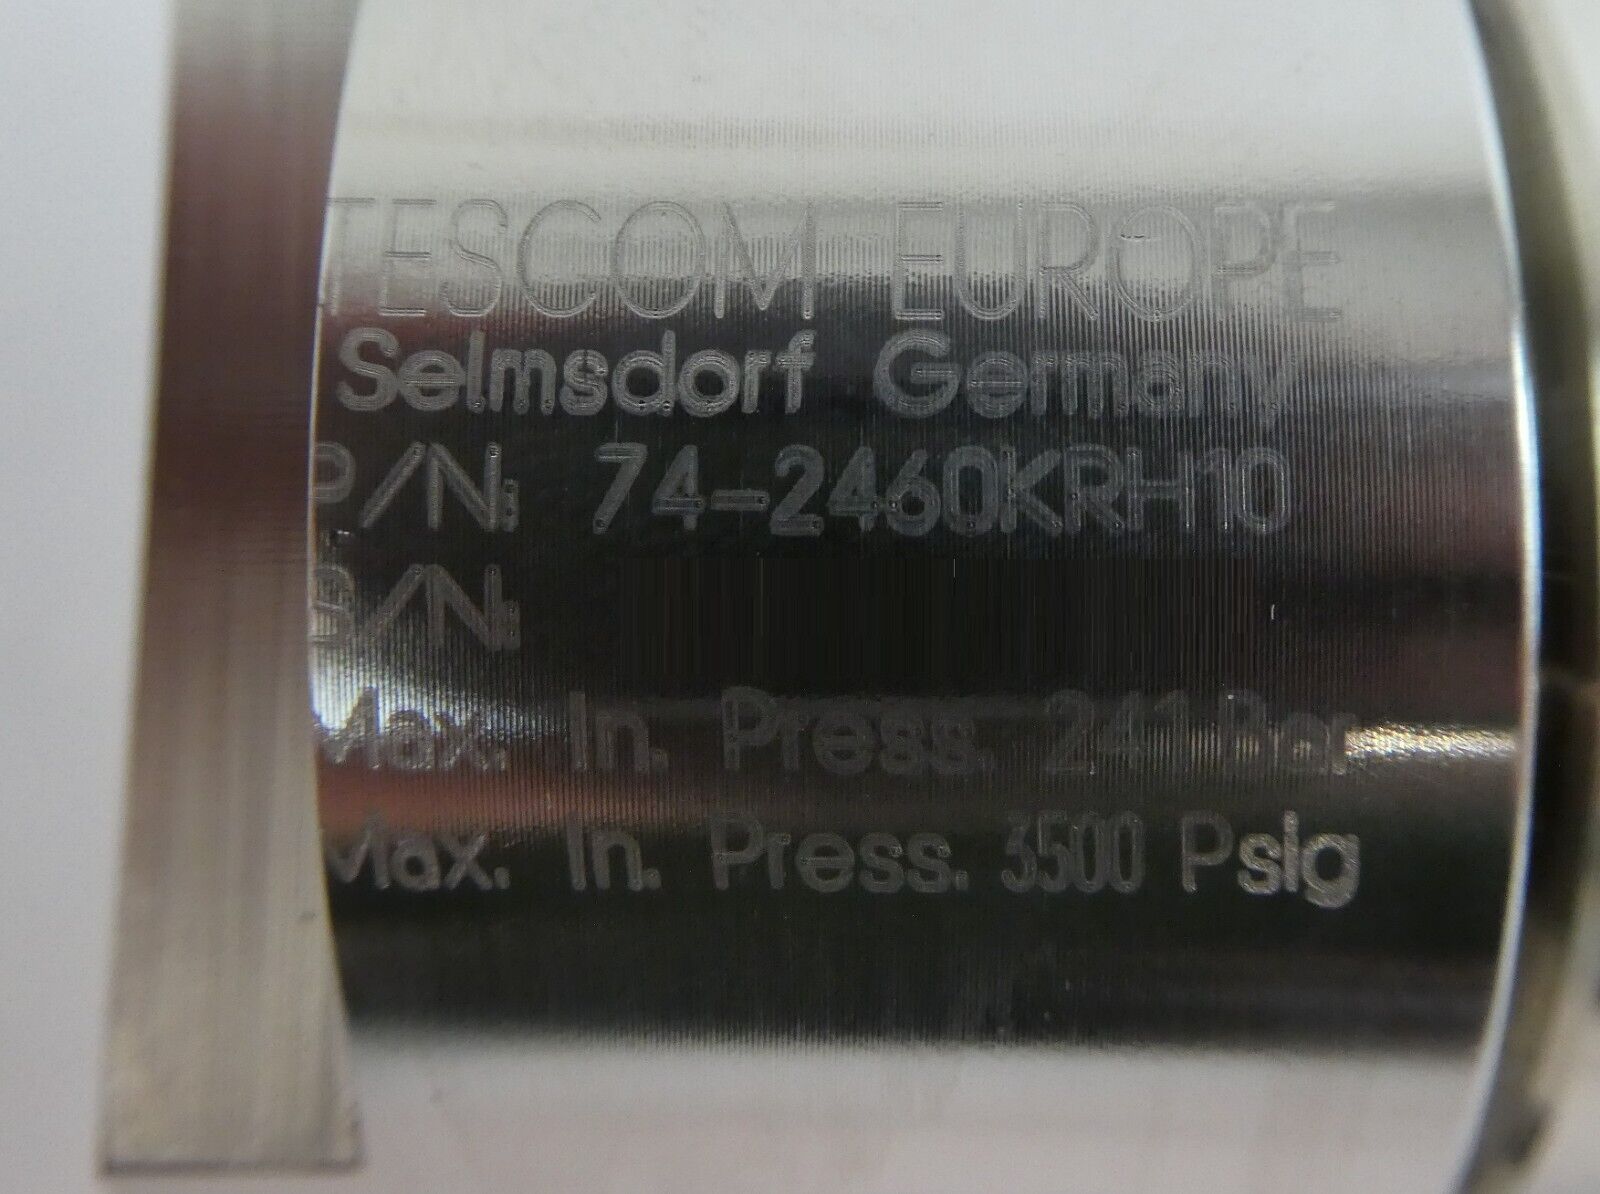 TESCOM EUROPE
Selmsdorf Germany
P/N: 74-2460KRH10
S/N:
Max. In. Press. 241 Bar
Max. In. Press. 3500 Psig